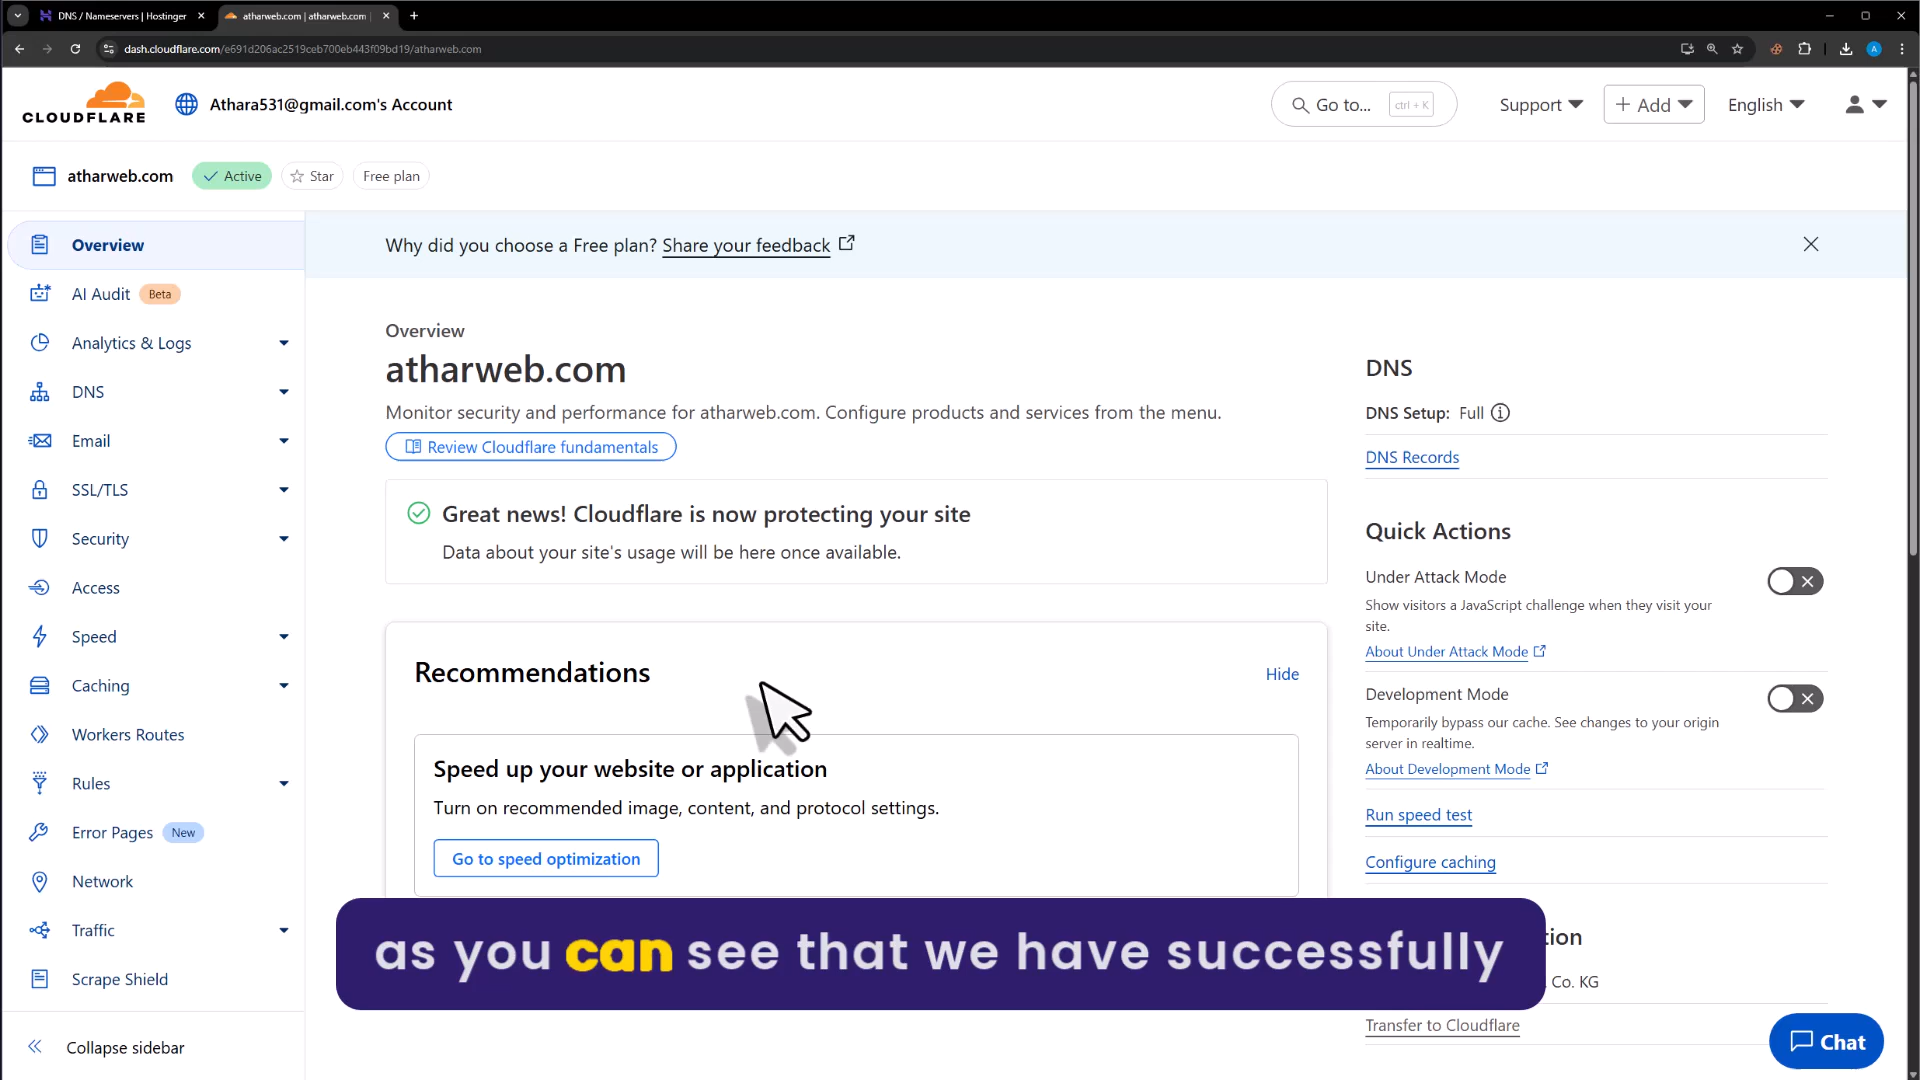 DNS / Nameservers | Hostinger
atharweb.com | atharweb.com
dash.cloudflare.com/e691d206ac2519ceb700eb443f09bd19/atharweb.com
A
CLOUDFLARE
Athara531@gmail.com's Account
Go to...
ctrl + K
Support
+ Add
English
atharweb.com
Active
Star
Free plan
Overview
AI Audit Beta
Analytics & Logs
DNS
Email
SSL/TLS
Security
Access
Speed
Caching
Workers Routes
Rules
Error Pages New
Network
Traffic
Scrape Shield
Collapse sidebar
Why did you choose a Free plan? Share your feedback
Overview
atharweb.com
Monitor security and performance for atharweb.com. Configure products and services from the menu.
Review Cloudflare fundamentals
Great news! Cloudflare is now protecting your site
Data about your site's usage will be here once available.
Recommendations
Hide
Speed up your website or application
Turn on recommended image, content, and protocol settings.
Go to speed optimization
as you can see that we have successfully
DNS
DNS Setup: Full
DNS Records
Quick Actions
Under Attack Mode
Show visitors a JavaScript challenge when they visit your
site.
About Under Attack Mode
Development Mode
Temporarily bypass our cache. See changes to your origin
server in realtime.
About Development Mode
Run speed test
Configure caching
Co. KG
Transfer to Cloudflare
Chat